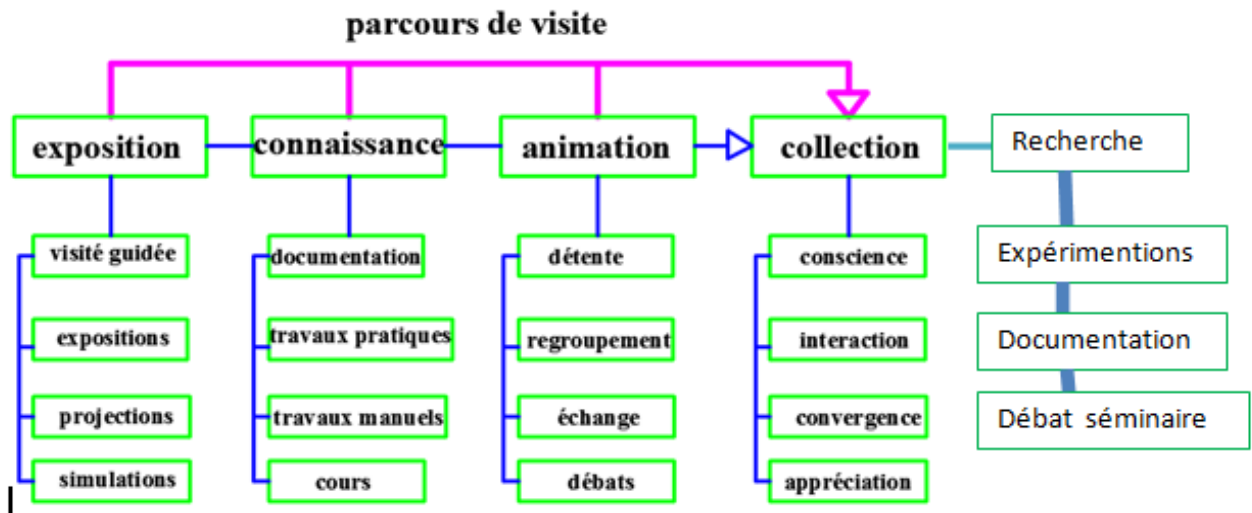 parcours de visite
exposition
connaissance
animation
collection
Recherche
visité guidée
documentation
détente
conscience
Expérimentions
expositions
travaux pratiques
regroupement
interaction
Documentation
projections
travaux manuels
échange
convergence
Débat séminaire
simulations
cours
débats
appréciation